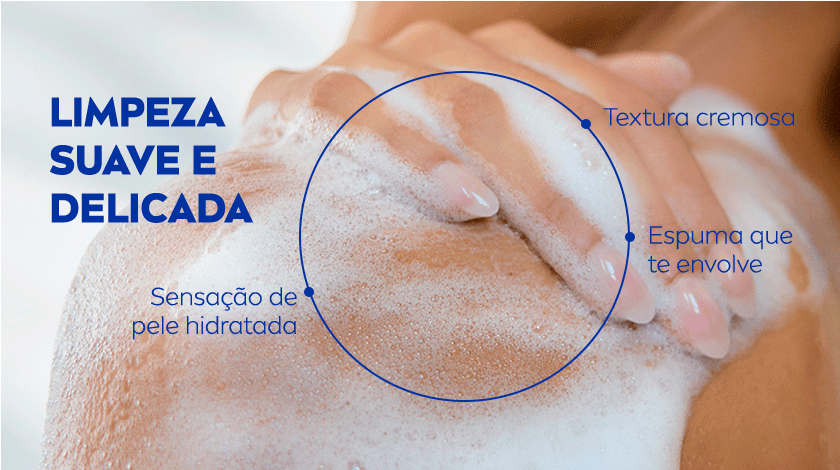 LIMPEZA
SUAVE E
DELICADA
Textura cremosa
Espuma que
te envolve
Sensação de
pele hidratada